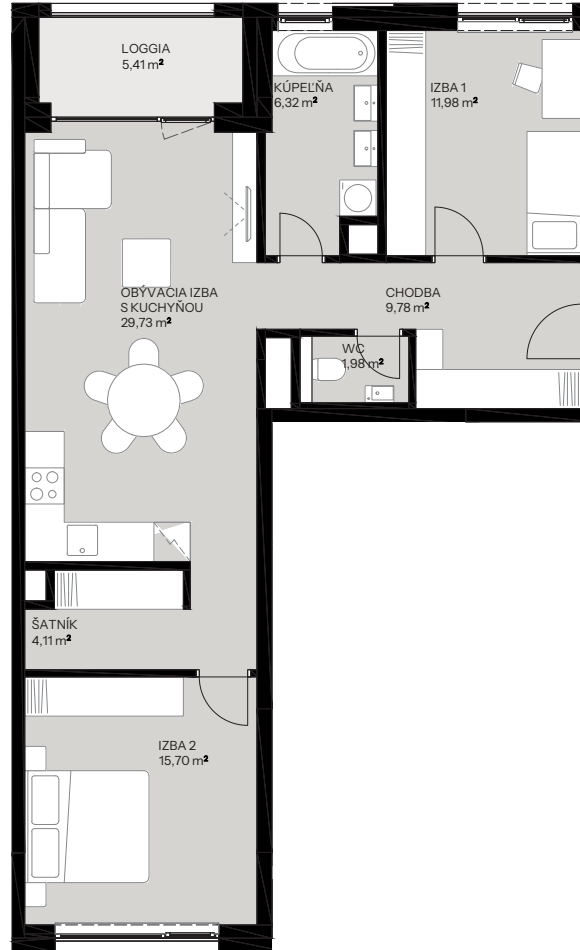 LOGGIA
5,41 m²
KÚPEĽŇA
6,32 m²
IZBA 1
11,98 m²
OBÝVACIA IZBA
S KUCHYŇOU
29,73 m²
CHODBA
9,78 m²
WC
1,98 m²
ŠATNÍK
4,11 m²
IZBA 2
15,70 m²